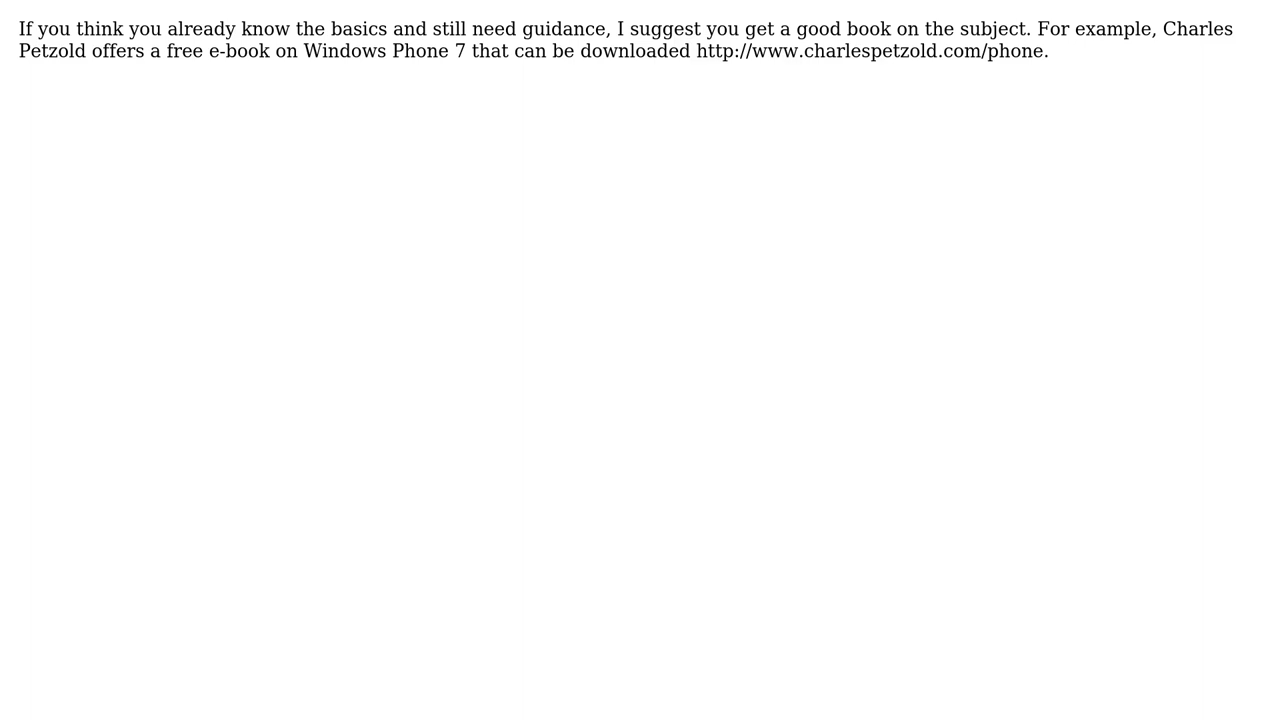 If you think you already know the basics and still need guidance, I suggest you get a good book on the subject. For example, Charles
Petzold offers a free e-book on Windows Phone 7 that can be downloaded http://www.charlespetzold.com/phone.